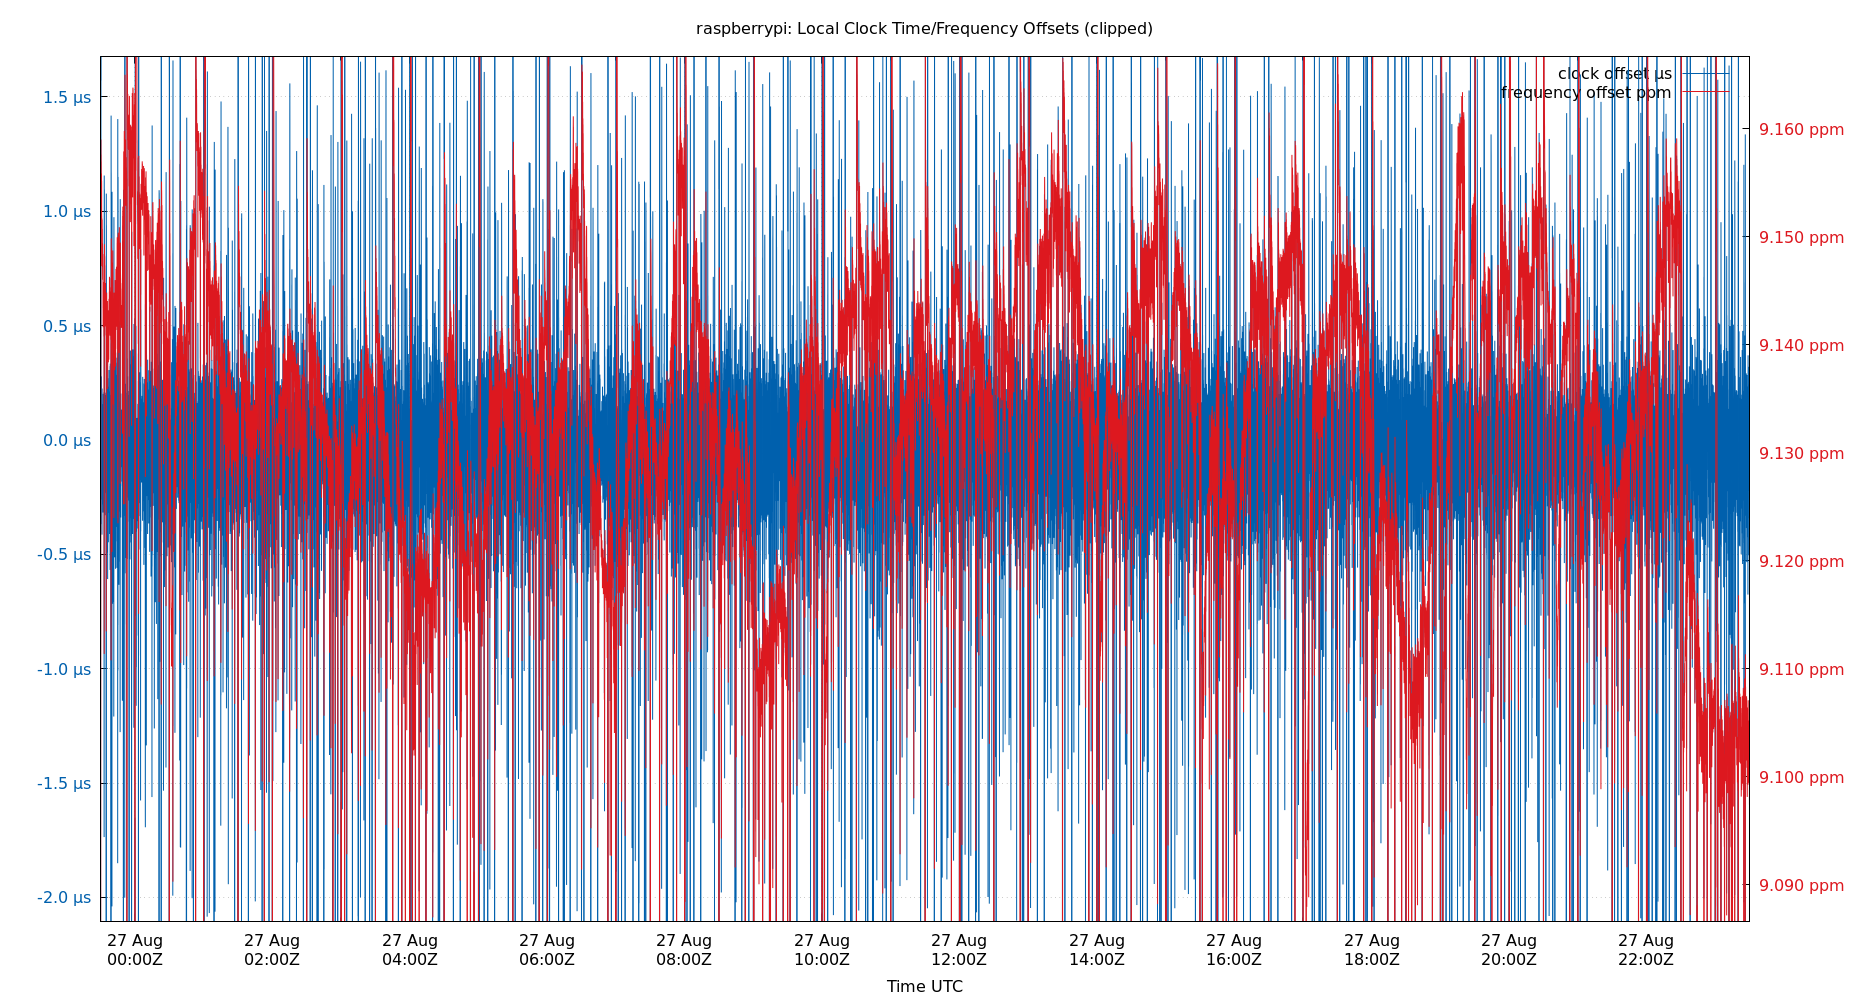 raspberrypi: Local Clock Time/Frequency Offsets (clipped)
clock offset µs
frequency offset ppm
1.5 µs
1.0 µs
0.5 µs
0.0 µs
-0.5 µs
-1.0 µs
-1.5 µs
-2.0 µs
9.160 ppm
9.150 ppm
9.140 ppm
9.130 ppm
9.120 ppm
9.110 ppm
9.100 ppm
9.090 ppm
27 Aug 27 Aug 27 Aug 27 Aug 27 Aug 27 Aug 27 Aug 27 Aug 27 Aug 27 Aug 27 Aug 27 Aug
00:00Z 02:00Z 04:00Z 06:00Z 08:00Z 10:00Z 12:00Z 14:00Z 16:00Z 18:00Z 20:00Z 22:00Z
Time UTC